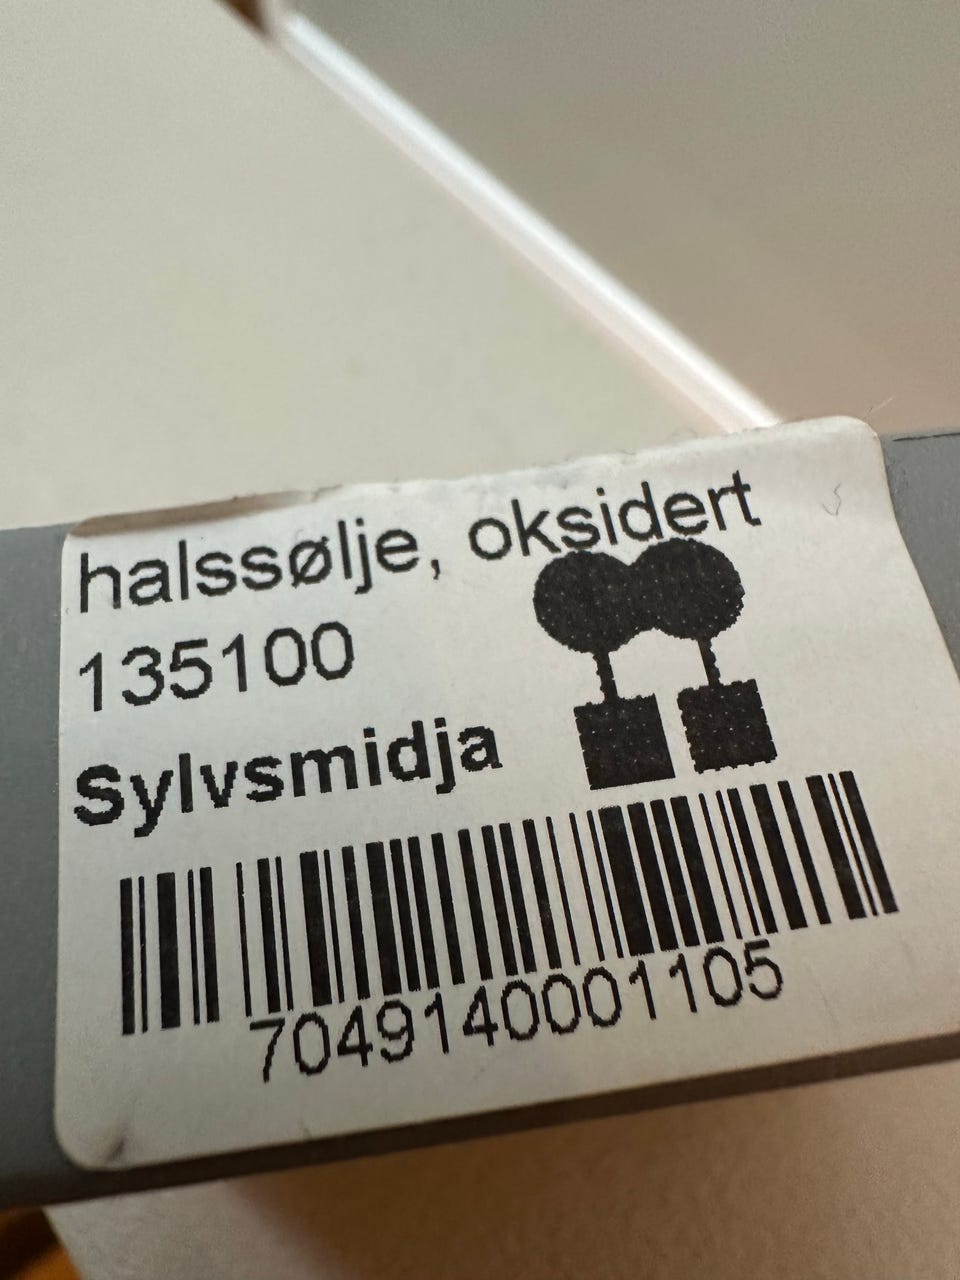 halssølje, oksidert
135100
Sylvsmidja
7049140001105